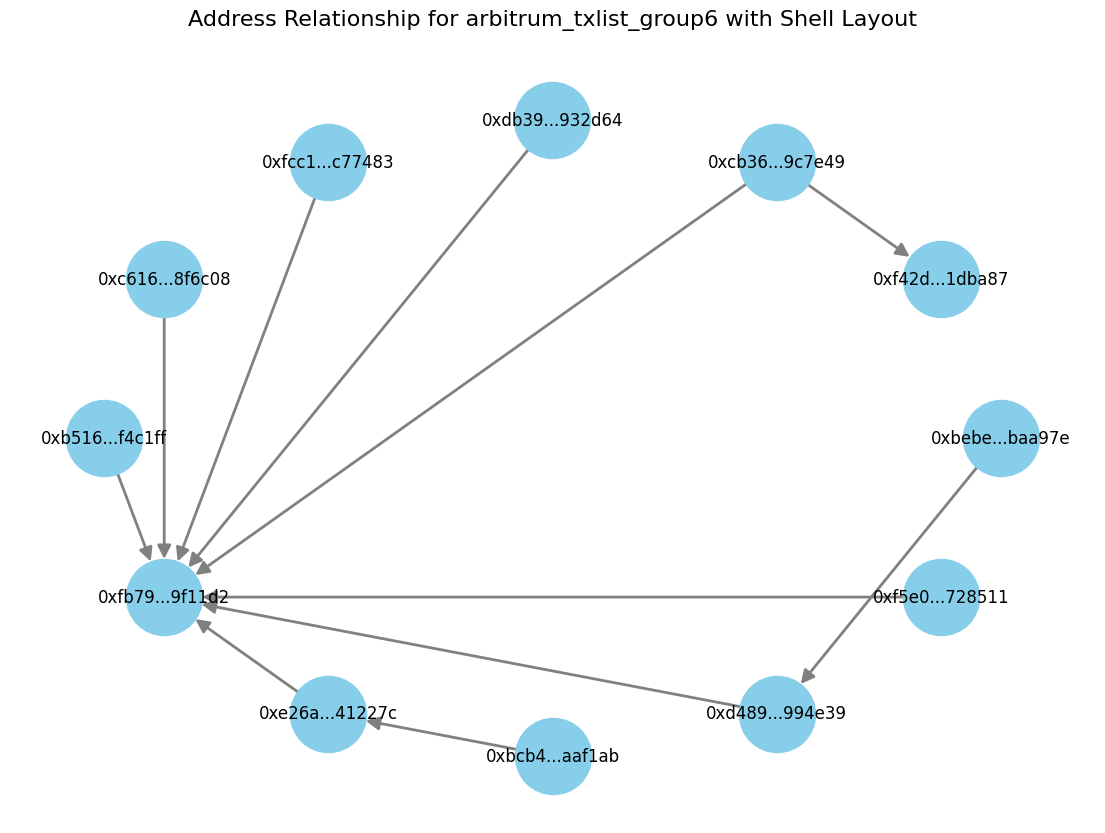 Address Relationship for arbitrum_txlist_group6 with Shell Layout
0xdb39...932d64
0xfcc1...c77483
0xcb36...9c7e49
0xc616...8f6c08
0xf42d...1dba87
0xb516...f4c1ff
0xbebe...baa97e
0xfb79...9f11d2
0xf5e0...728511
0xe26a...41227c
0xd489...994e39
0xbcb4...aaf1ab